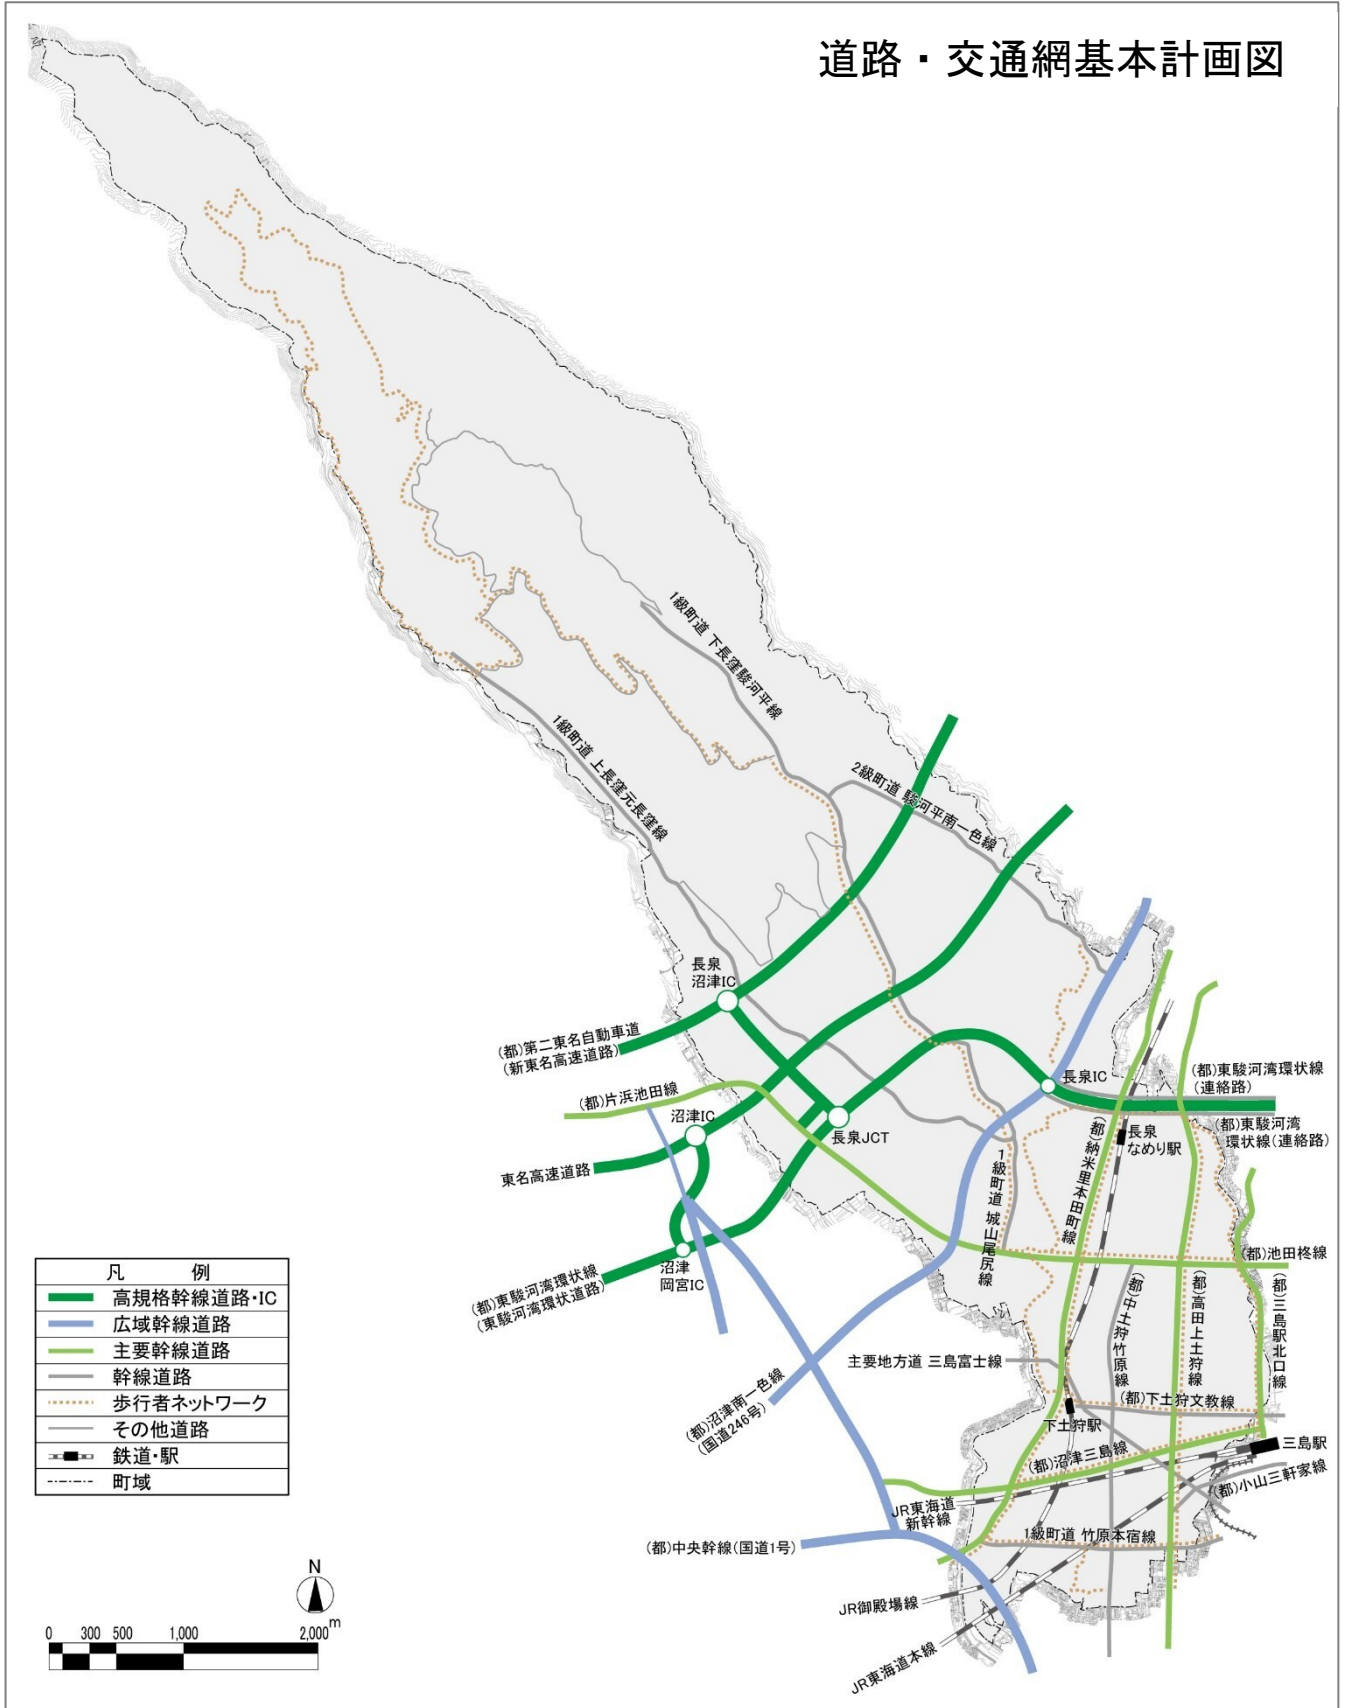 道路・交通網基本計画図
1級町道 下長窪駿河平線
1級町道 上長窪元長窪線
2級町道 駿河平南一色線
長泉
沼津IC
(都)第二東名自動車道
(新東名高速道路)
(都)片浜池田線
沼津IC
東名高速道路
長泉JCT
長泉IC
(都)東駿河湾環状線
(連絡路)
(都)東駿河湾
環状線(連絡路)
長泉
なめり駅
(都)納米里本田町線
1級町道 城山尾尻線
沼津
岡宮IC
(都)東駿河湾環状線
(東駿河湾環状道路)
(都)池田柊線
(都)中土狩竹原線
(都)高田上土狩線
(都)三島駅北口線
主要地方道 三島富士線
(都)沼津南一色線
(国道246号)
(都)下土狩文教線
下土狩駅
(都)沼津三島線
三島駅
(都)小山三軒家線
JR東海道
新幹線
1級町道 竹原本宿線
(都)中央幹線(国道1号)
JR御殿場線
JR東海道本線
凡 例
高規格幹線道路・IC
広域幹線道路
主要幹線道路
幹線道路
歩行者ネットワーク
その他道路
鉄道・駅
町域
N
0 300 500 1,000 2,000 m